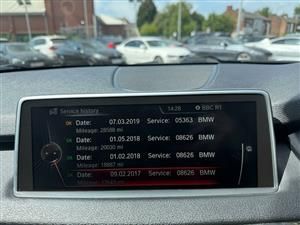 Service history 14:28 BBC R1
OK Date: 07.03.2019 Service: 05363 BMW
Mileage: 28588 mi
OK Date: 01.05.2018 Service: 08626 BMW
Mileage: 20030 mi
OK Date: 01.02.2018 Service: 08626 BMW
Mileage: 18887 mi
OK Date: 09.02.2017 Service: 08626 BMW